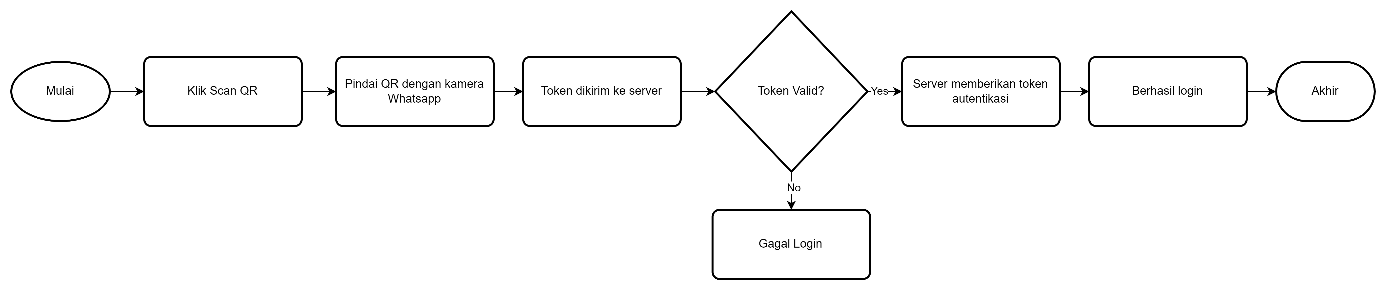 Mulai
Klik Scan QR
Pindai QR dengan kamera
Whatsapp
Token dikirim ke server
Token Valid?
Yes
Server memberikan token
autentikasi
Berhasil login
Akhir
No
Gagal Login